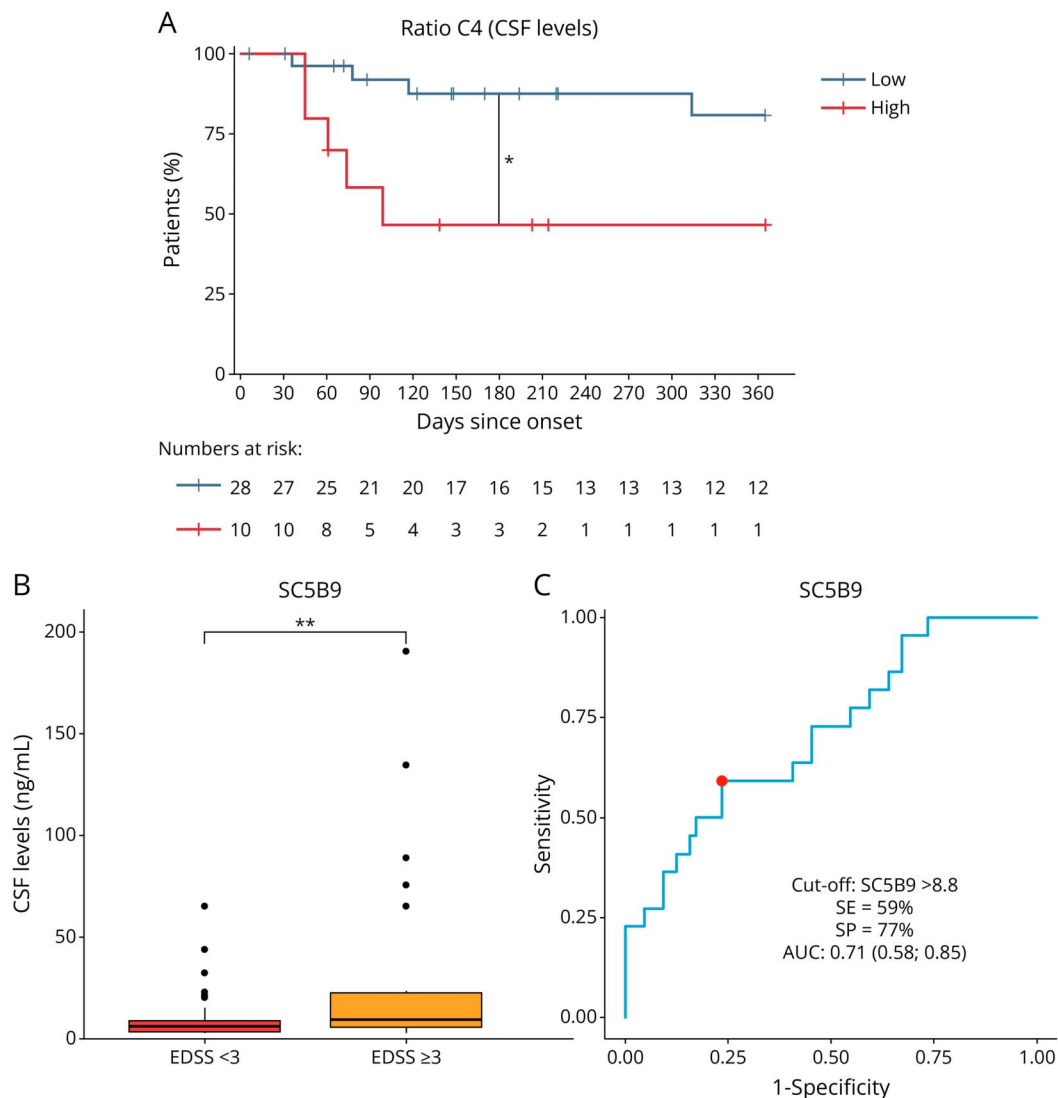 A
Ratio C4 (CSF levels)
100
75
50
25
0
Patients (%)
*
Low
High
0 30 60 90 120 150 180 210 240 270 300 330 360
Days since onset
Numbers at risk:
28 27 25 21 20 17 16 15 13 13 13 12 12
10 10 8 5 4 3 3 2 1 1 1 1 1
B
SC5B9
**
200
150
100
50
0
CSF levels (ng/mL)
EDSS <3 EDSS ≥3
C
SC5B9
1.00
0.75
0.50
0.25
0.00
Sensitivity
Cut-off: SC5B9 >8.8
SE = 59%
SP = 77%
AUC: 0.71 (0.58; 0.85)
0.00 0.25 0.50 0.75 1.00
1-Specificity